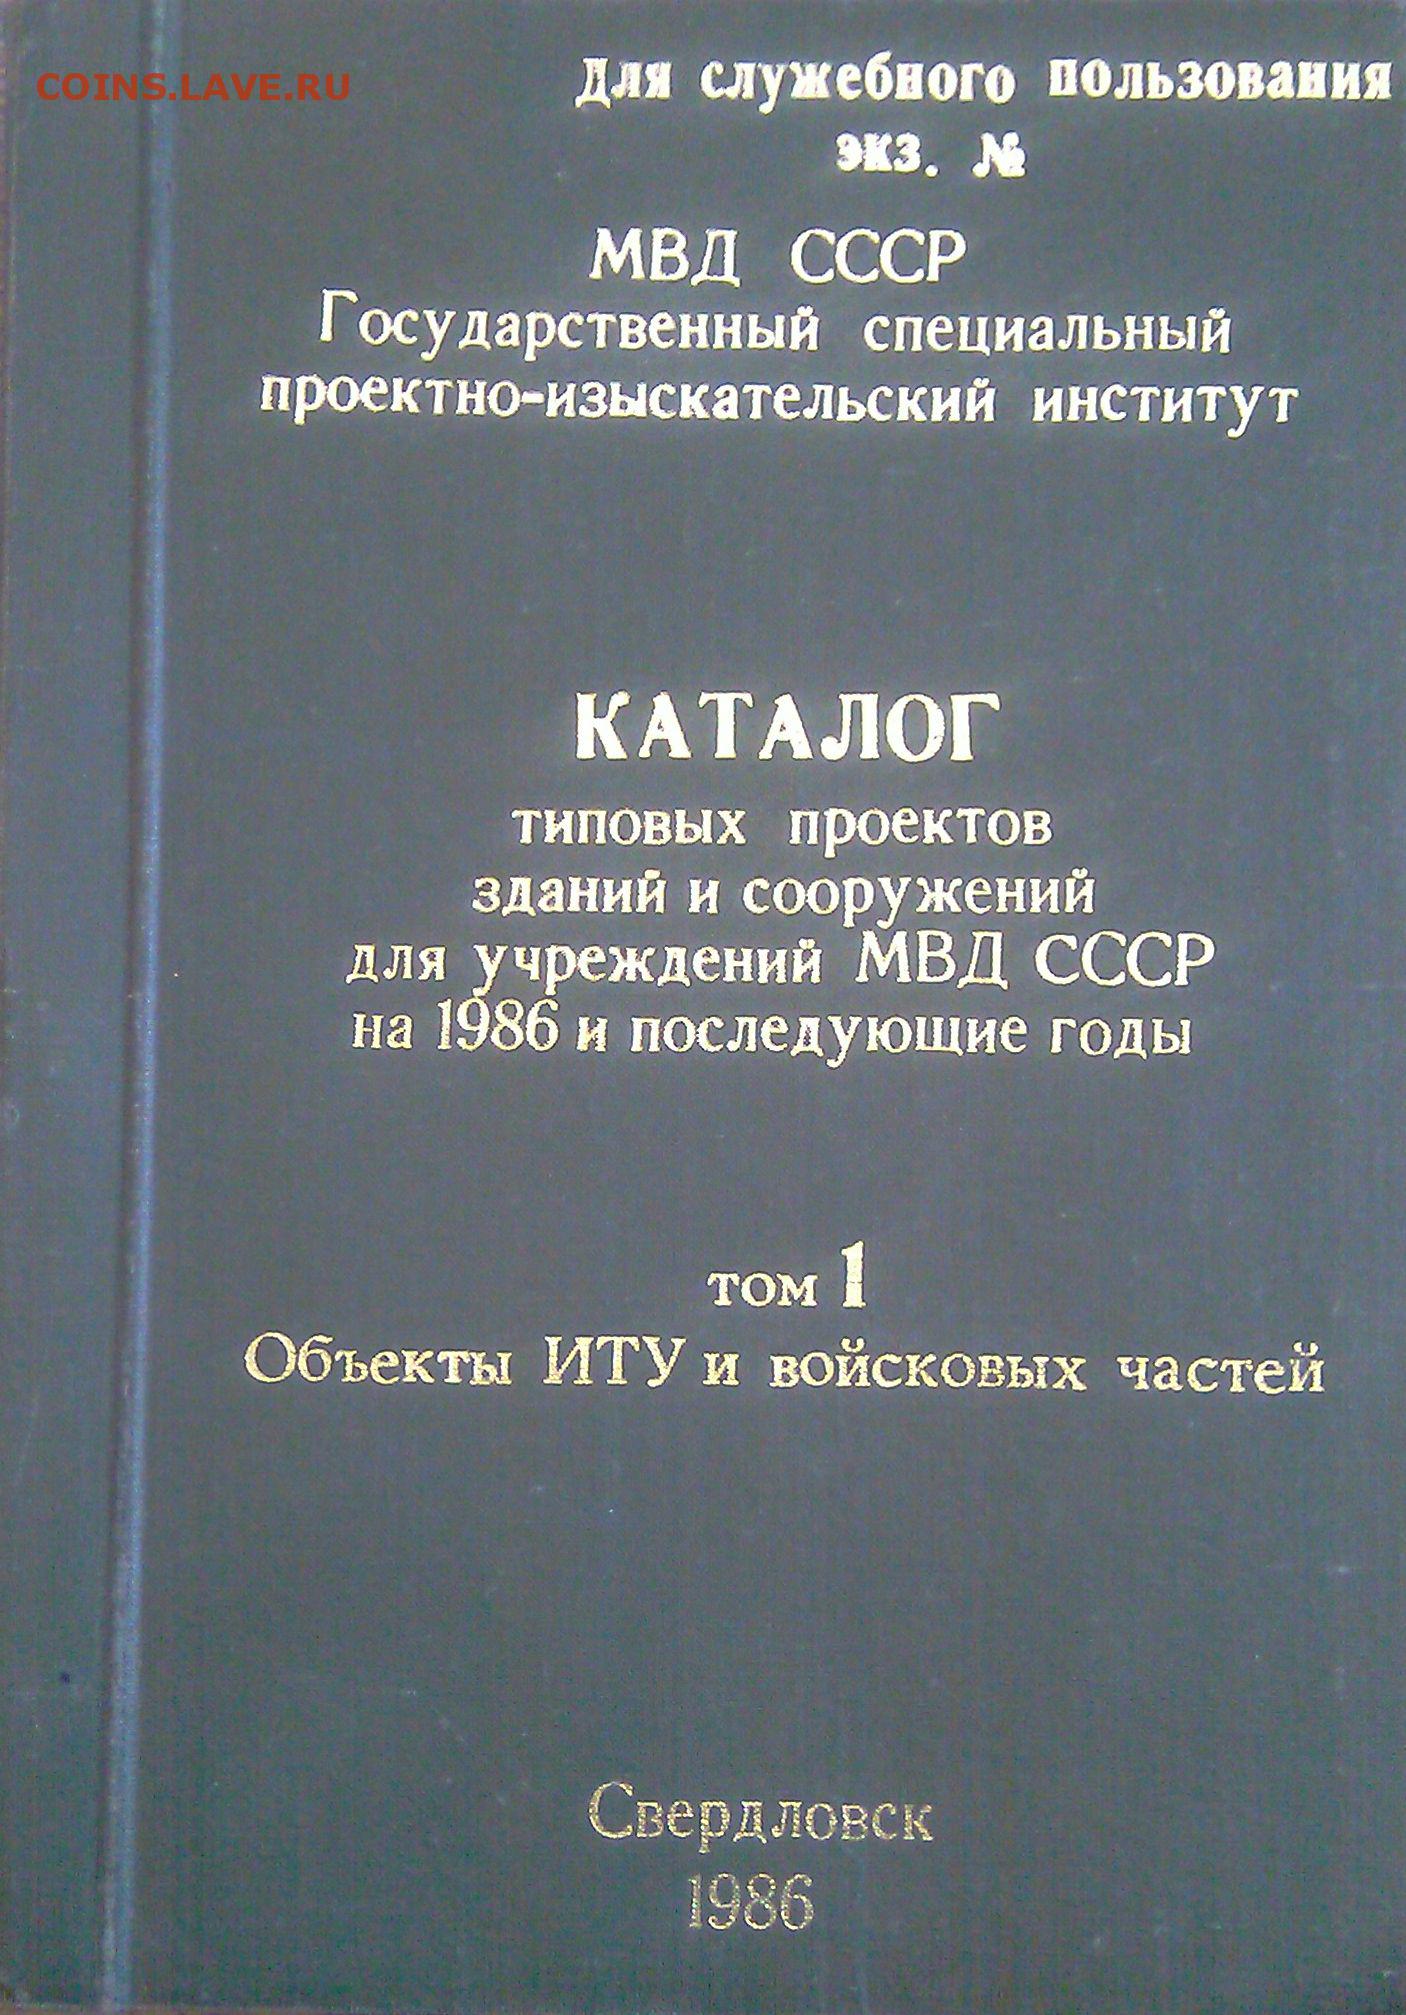 COINS.LAVE.RU
Для служебного пользования
экз. №
МВД СССР
Государственный специальный
проектно-изыскательский институт
КАТАЛОГ
типовых проектов
зданий и сооружений
для учреждений МВД СССР
на 1986 и последующие годы
том 1
Объекты ИТУ и войсковых частей
Свердловск
1986